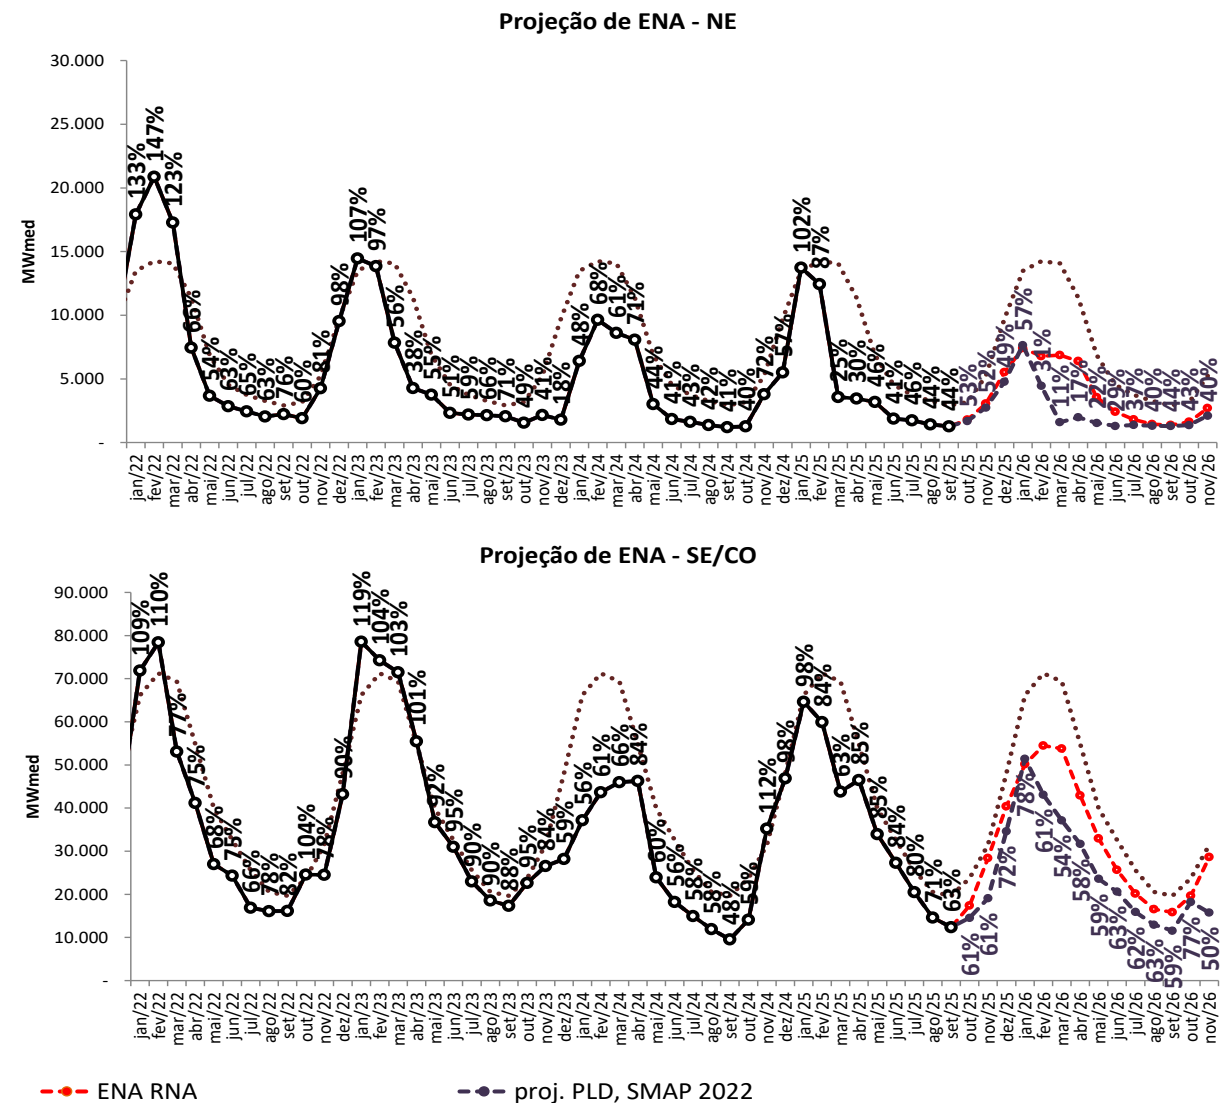 Projeção de ENA - NE
30.000
25.000
20.000
15.000
10.000
5.000
-
MWmed
133% 147% 123% 66% 54% 63% 65% 63% 76% 60% 81% 98% 107% 97% 56% 38% 55% 51% 59% 66% 71% 49% 41% 18% 48% 68% 61% 71% 44% 41% 43% 42% 41% 40% 72% 57% 102% 87% 25% 30% 46% 41% 46% 44% 44% 53% 52% 49% 57% 31% 11% 17% 22% 29% 37% 40% 44% 43% 40%
jan/22 fev/22 mar/22 abr/22 mai/22 jun/22 jul/22 ago/22 set/22 out/22 nov/22 dez/22 jan/23 fev/23 mar/23 abr/23 mai/23 jun/23 jul/23 ago/23 set/23 out/23 nov/23 dez/23 jan/24 fev/24 mar/24 abr/24 mai/24 jun/24 jul/24 ago/24 set/24 out/24 nov/24 dez/24 jan/25 fev/25 mar/25 abr/25 mai/25 jun/25 jul/25 ago/25 set/25 out/25 nov/25 dez/25 jan/26 fev/26 mar/26 abr/26 mai/26 jun/26 jul/26 ago/26 set/26 out/26 nov/26
Projeção de ENA - SE/CO
90.000
80.000
70.000
60.000
50.000
40.000
30.000
20.000
10.000
-
MWmed
109% 110% 77% 75% 68% 75% 66% 78% 82% 104% 78% 90% 119% 104% 103% 101% 92% 95% 90% 90% 88% 95% 84% 59% 56% 61% 66% 84% 60% 56% 58% 58% 48% 59% 112% 98% 98% 84% 63% 85% 85% 84% 80% 71% 63% 61% 61% 72% 78% 61% 54% 58% 59% 63% 62% 63% 59% 77% 50%
jan/22 fev/22 mar/22 abr/22 mai/22 jun/22 jul/22 ago/22 set/22 out/22 nov/22 dez/22 jan/23 fev/23 mar/23 abr/23 mai/23 jun/23 jul/23 ago/23 set/23 out/23 nov/23 dez/23 jan/24 fev/24 mar/24 abr/24 mai/24 jun/24 jul/24 ago/24 set/24 out/24 nov/24 dez/24 jan/25 fev/25 mar/25 abr/25 mai/25 jun/25 jul/25 ago/25 set/25 out/25 nov/25 dez/25 jan/26 fev/26 mar/26 abr/26 mai/26 jun/26 jul/26 ago/26 set/26 out/26 nov/26
ENA RNA
proj. PLD, SMAP 2022